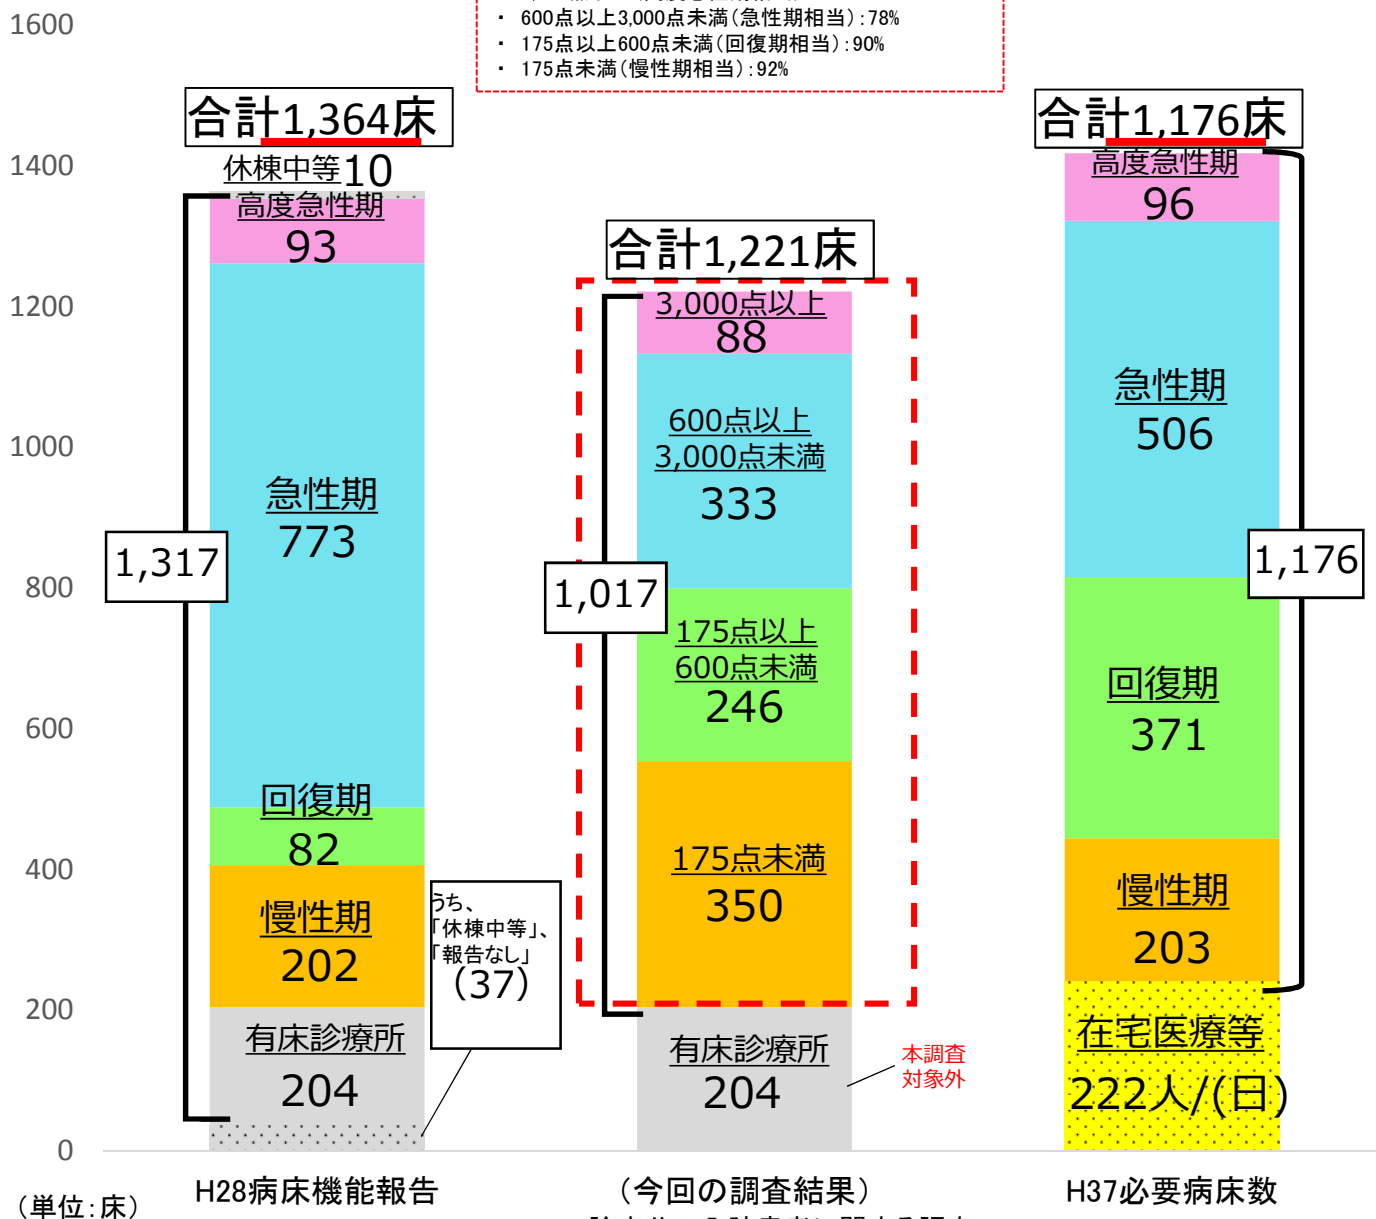 ・ 600点以上3,000点未満（急性期相当）：78%
・ 175点以上600点未満（回復期相当）：90%
・ 175点未満（慢性期相当）：92%
1600
1400
1200
1000
800
600
400
200
0
（単位：床）
合計1,364床
休棟中等10
高度急性期
93
急性期
773
1,317
回復期
82
慢性期
202
有床診療所
204
うち、
「休棟中等」、
「報告なし」
（37）
H28病床機能報告
合計1,221床
3,000点以上
88
600点以上
3,000点未満
333
1,017
175点以上
600点未満
246
175点未満
350
有床診療所
204
本調査
対象外
（今回の調査結果）
合計1,176床
高度急性期
96
急性期
506
1,176
回復期
371
慢性期
203
在宅医療等
222人/(日)
H37必要病床数